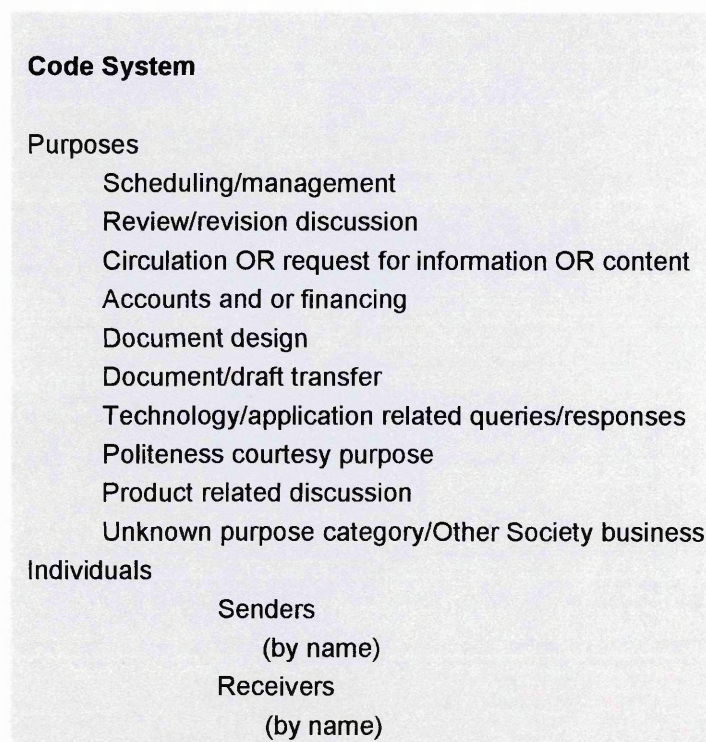 Code System
Purposes
Scheduling/management
Review/revision discussion
Circulation OR request for information OR content
Accounts and or financing
Document design
Document/draft transfer
Technology/application related queries/responses
Politeness courtesy purpose
Product related discussion
Unknown purpose category/Other Society business
Individuals
Senders
(by name)
Receivers
(by name)